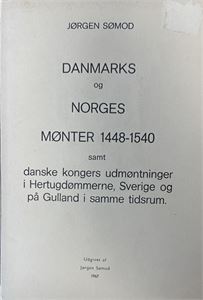 JØRGEN SØMOD
DANMARKS
og
NORGES
MØNTER 1448-1540
samt
danske kongers udmøntninger
i Hertugdømmerne, Sverige og
på Gulland i samme tidsrum.
Udgivet af
Jørgen Sømod
1967